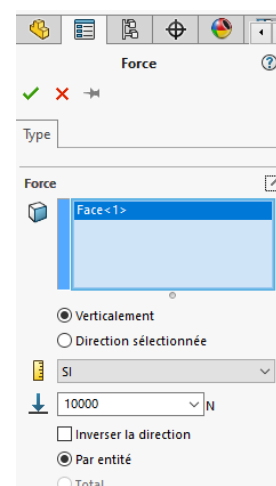 Force
Type
Force
Face<1>
Verticalement
Direction sélectionnée
SI
10000 N
Inverser la direction
Par entité
Total